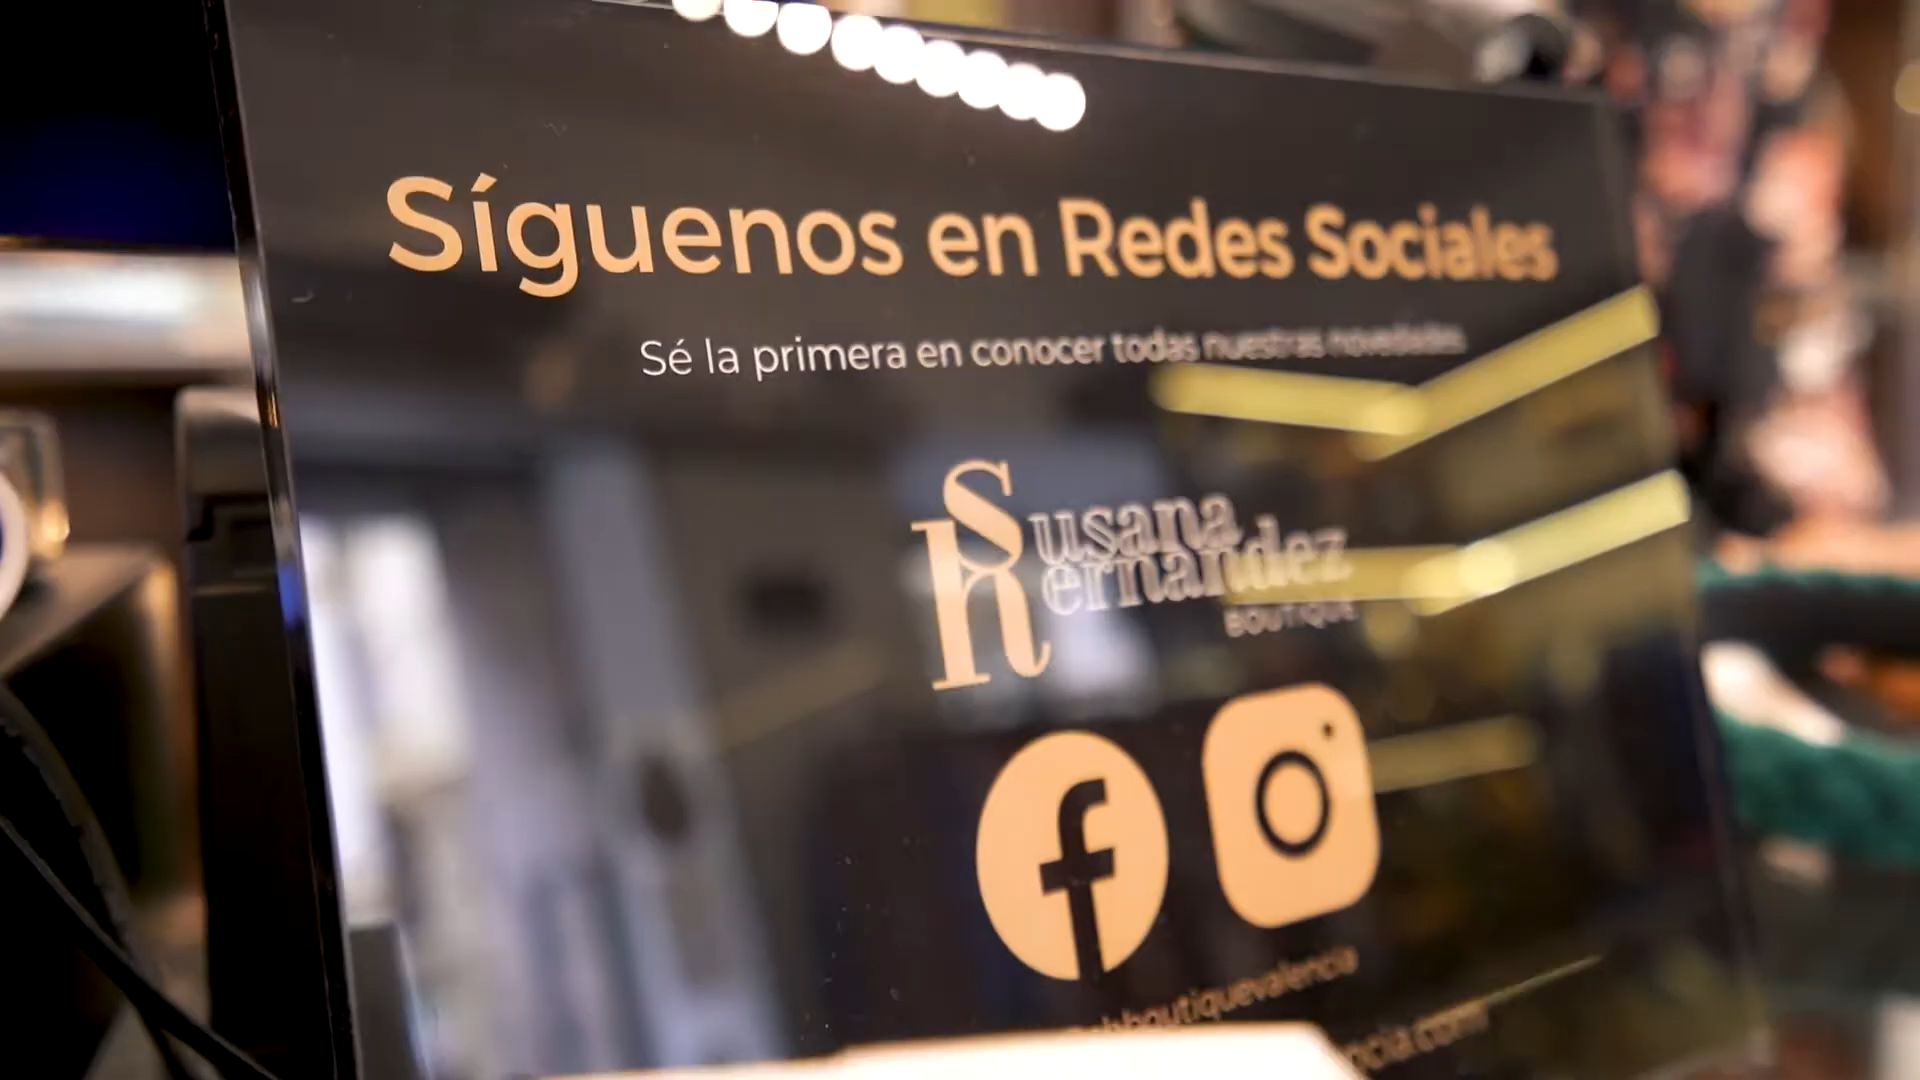 Síguenos en Redes Sociales
Sé la primera en conocer todas nuestras novedades
Susana
Hernandez
BOUTIQUE